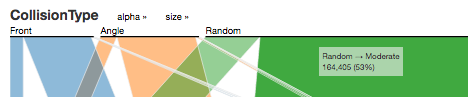 CollisionType alpha » size »
Front Angle Random
Random → Moderate
164,405 (53%)